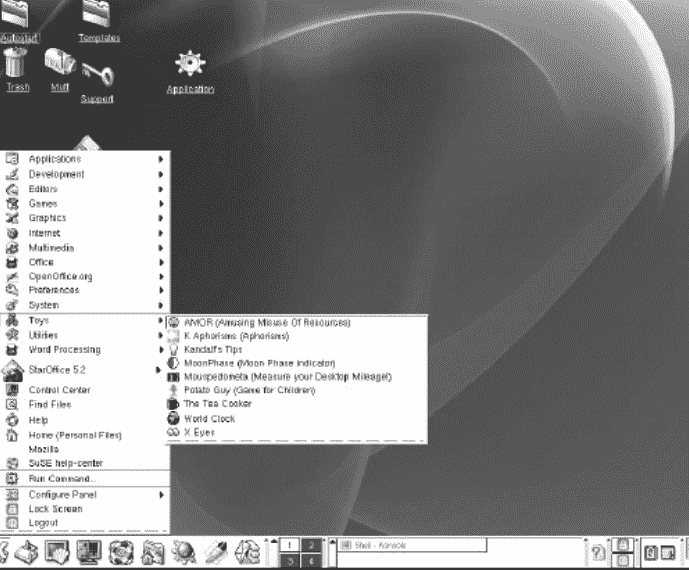 Autostart
Templates
Trash
Mutt
Support
Application
Applications
Development
Editors
Games
Graphics
Internet
Multimedia
Office
OpenOffice.org
Preferences
System
Toys
Utilities
Word Processing
StarOffice 5.2
Control Center
Find Files
Help
Home (Personal Files)
Mozilla
SuSE help-center
Run Command...
Configure Panel
Lock Screen
Logout
AMOR (Amusing Misuse Of Resources)
K Aphorisms (Aphorisms)
Kandalf's Tips
MoonPhase (Moon Phase Indicator)
Mouspedometa (Measure your Desktop Mileage!)
Potato Guy (Game for Children)
The Tea Cooker
World Clock
X Eyes
1 2
3 4
Shell - Konsole